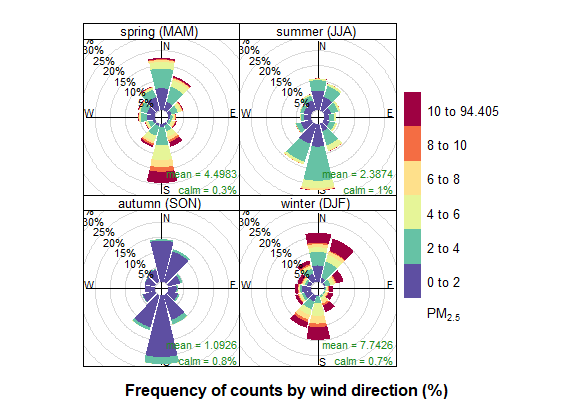 spring (MAM)
summer (JJA)
30%
25%
20%
15%
10%
5%
N
W
E
S
mean = 4.4983
calm = 0.3%
30%
25%
20%
15%
10%
5%
N
W
E
S
mean = 2.3874
calm = 1%
autumn (SON)
winter (DJF)
%
30%
25%
20%
15%
10%
5%
N
W
E
S
mean = 1.0926
calm = 0.8%
%
30%
25%
20%
15%
10%
5%
N
W
E
S
mean = 7.7426
calm = 0.7%
10 to 94.405
8 to 10
6 to 8
4 to 6
2 to 4
0 to 2
PM2.5
Frequency of counts by wind direction (%)